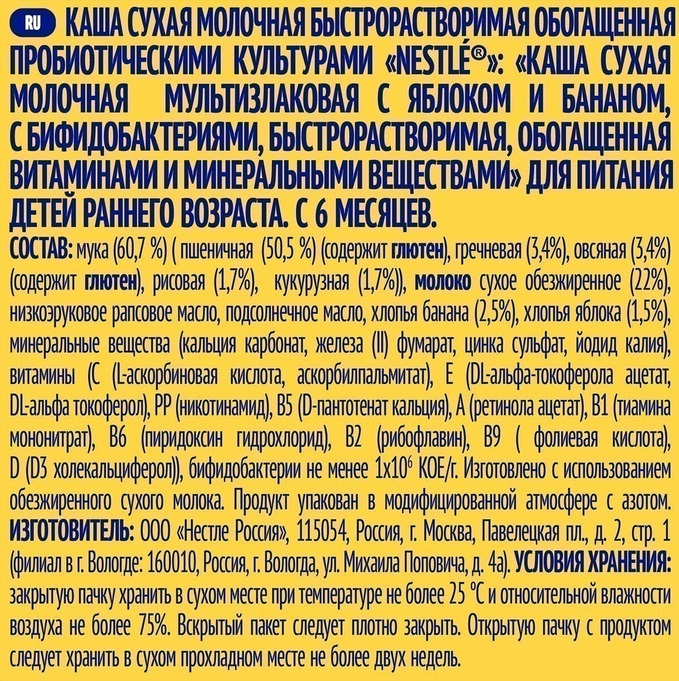 RU КАША СУХАЯ МОЛОЧНАЯ БЫСТРОРАСТВОРИМАЯ ОБОГАЩЕННАЯ
ПРОБИОТИЧЕСКИМИ КУЛЬТУРАМИ «NESTLÉ®»: «КАША СУХАЯ
МОЛОЧНАЯ МУЛЬТИЗЛАКОВАЯ С ЯБЛОКОМ И БАНАНОМ,
С БИФИДОБАКТЕРИЯМИ, БЫСТРОРАСТВОРИМАЯ, ОБОГАЩЕННАЯ
ВИТАМИНАМИ И МИНЕРАЛЬНЫМИ ВЕЩЕСТВАМИ» ДЛЯ ПИТАНИЯ
ДЕТЕЙ РАННЕГО ВОЗРАСТА. С 6 МЕСЯЦЕВ.
СОСТАВ: мука (60,7 %) ( пшеничная (50,5 %) (содержит глютен), гречневая (3,4%), овсяная (3,4%)
(содержит глютен), рисовая (1,7%), кукурузная (1,7%)), молоко сухое обезжиренное (22%),
низкоэруковое рапсовое масло, подсолнечное масло, хлопья банана (2,5%), хлопья яблока (1,5%),
минеральные вещества (кальция карбонат, железа (II) фумарат, цинка сульфат, йодид калия),
витамины (C (L-аскорбиновая кислота, аскорбилпальмитат), E (DL-альфа-токоферола ацетат,
DL-альфа токоферол), PP (никотинамид), B5 (D-пантотенат кальция), A (ретинола ацетат), B1 (тиамина
мононитрат), B6 (пиридоксин гидрохлорид), B2 (рибофлавин), B9 ( фолиевая кислота),
D (D3 холекальциферол)), бифидобактерии не менее 1x10⁶ КОЕ/г. Изготовлено с использованием
обезжиренного сухого молока. Продукт упакован в модифицированной атмосфере с азотом.
ИЗГОТОВИТЕЛЬ: ООО «Нестле Россия», 115054, Россия, г. Москва, Павелецкая пл., д. 2, стр. 1
(филиал в г. Вологде: 160010, Россия, г. Вологда, ул. Михаила Поповича, д. 4а). УСЛОВИЯ ХРАНЕНИЯ:
закрытую пачку хранить в сухом месте при температуре не более 25 °C и относительной влажности
воздуха не более 75%. Вскрытый пакет следует плотно закрыть. Открытую пачку с продуктом
следует хранить в сухом прохладном месте не более двух недель.